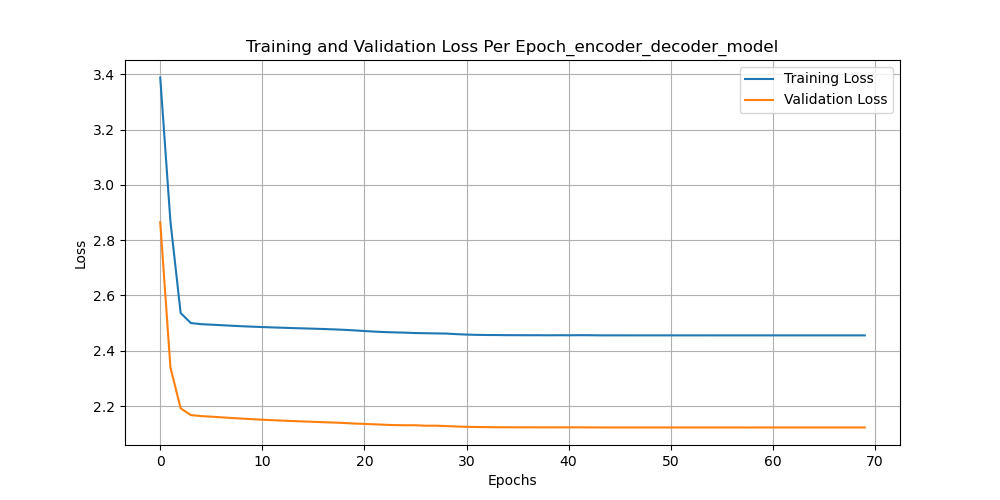 Training and Validation Loss Per Epoch_encoder_decoder_model
Training Loss
Validation Loss
3.4
3.2
3.0
2.8
2.6
2.4
2.2
Loss
0 10 20 30 40 50 60 70
Epochs